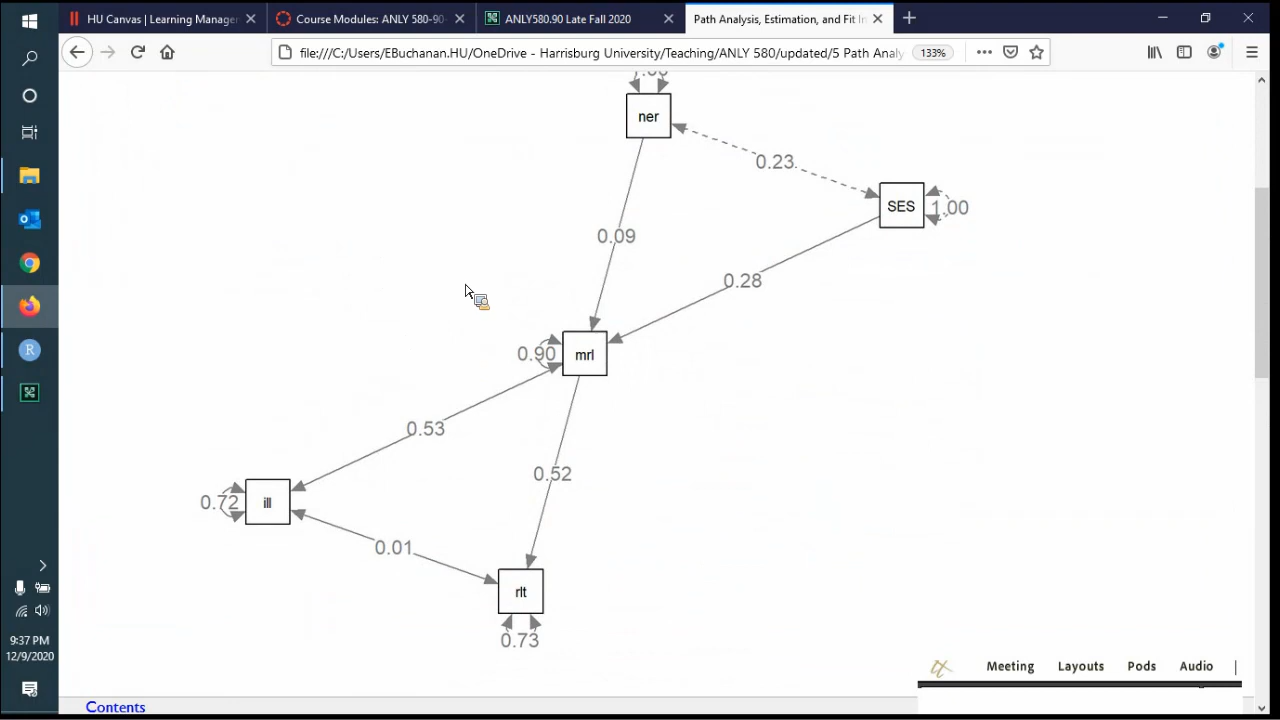 HU Canvas | Learning Manage
Course Modules: ANLY 580-90-
ANLY580.90 Late Fall 2020
Path Analysis, Estimation, and Fit In
file:///C:/Users/EBuchanan.HU/OneDrive - Harrisburg University/Teaching/ANLY 580/updated/5 Path Analy
133%
1.00
ner
0.23
SES
1.00
0.09
0.28
0.90
mrl
0.53
0.52
0.72
ill
0.01
rlt
0.73
9:37 PM
12/9/2020
Meeting
Layouts
Pods
Audio
Contents